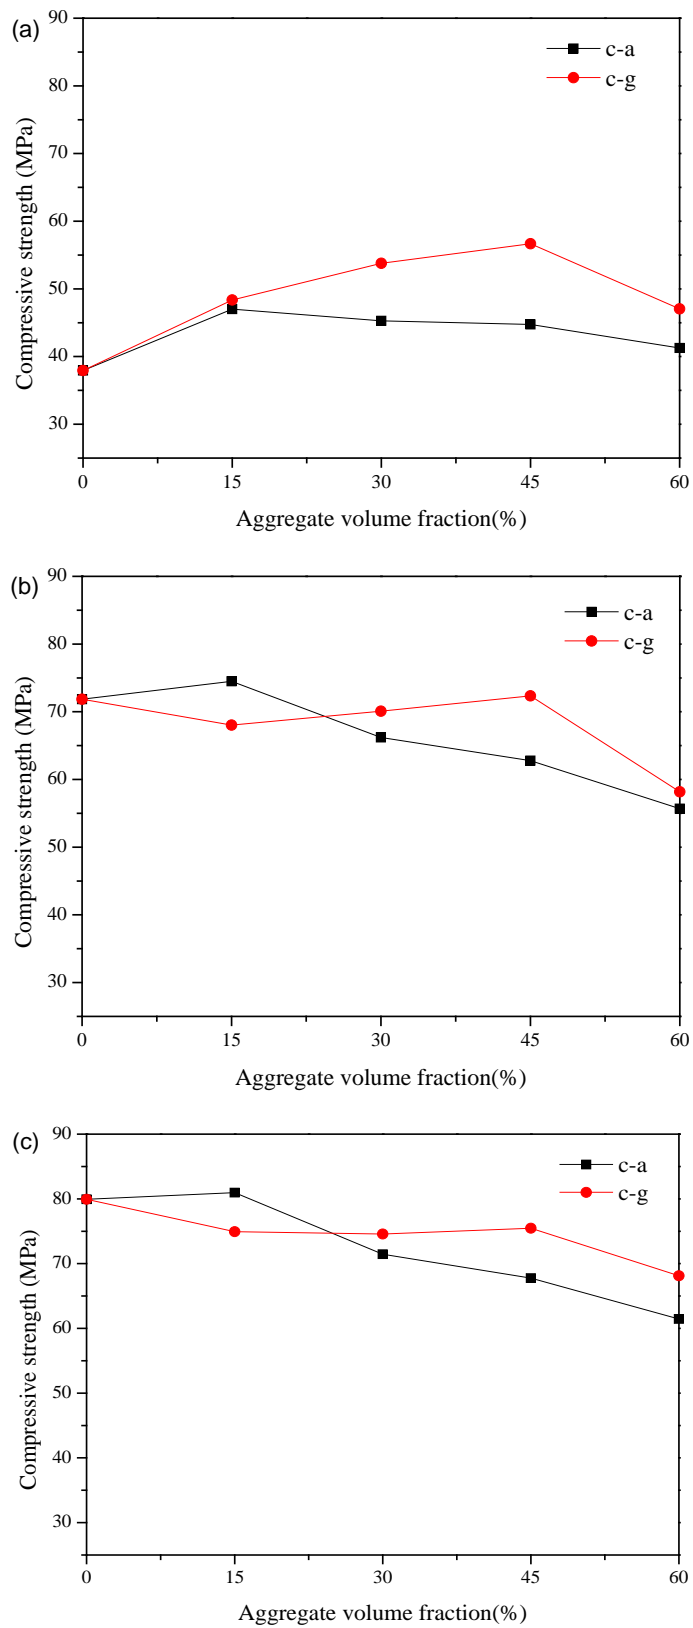 (a)
90
80
70
60
50
40
30
Compressive strength (MPa)
c-a
c-g
0 15 30 45 60
Aggregate volume fraction(%)
(b)
90
80
70
60
50
40
30
Compressive strength (MPa)
c-a
c-g
0 15 30 45 60
Aggregate volume fraction(%)
(c)
90
80
70
60
50
40
30
Compressive strength (MPa)
c-a
c-g
0 15 30 45 60
Aggregate volume fraction(%)